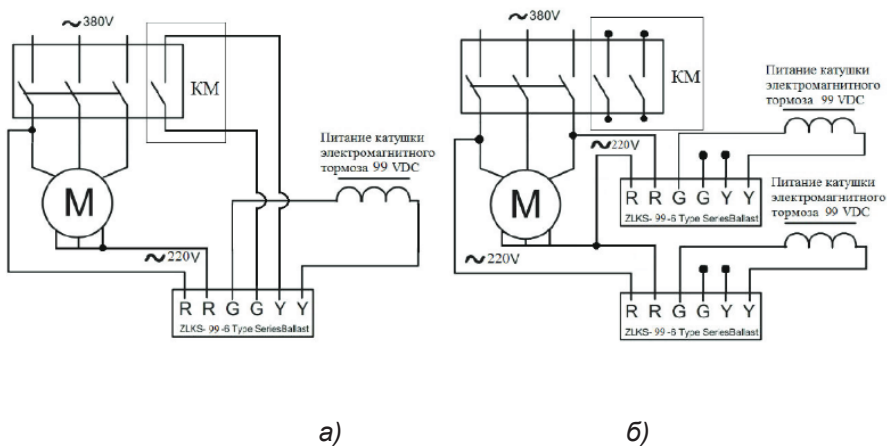 ~380V
КМ
Питание катушки
электромагнитного
тормоза 99 VDC
M
~220V
R R G G Y Y
ZLKS- 99 -6 Type SeriesBallast
а)
~380V
КМ
Питание катушки
электромагнитного
тормоза 99 VDC
~220V
R R G G Y Y
ZLKS- 99 -6 Type SeriesBallast
M
Питание катушки
электромагнитного
тормоза 99 VDC
~220V
R R G G Y Y
ZLKS- 99 -6 Type SeriesBallast
б)